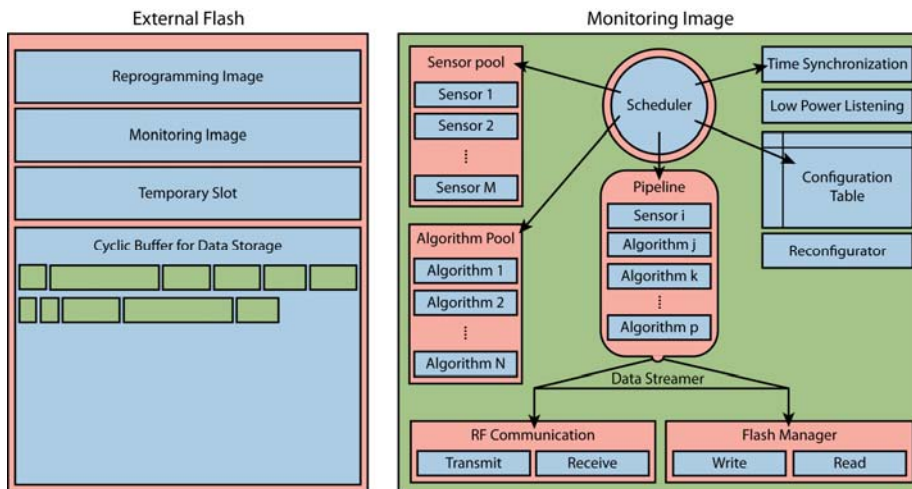 External Flash
Reprogramming Image
Monitoring Image
Temporary Slot
Cyclic Buffer for Data Storage
Monitoring Image
Sensor pool
Sensor 1
Sensor 2
Sensor M
Algorithm Pool
Algorithm 1
Algorithm 2
Algorithm N
Scheduler
Pipeline
Sensor i
Algorithm j
Algorithm k
Algorithm p
Time Synchronization
Low Power Listening
Configuration
Table
Reconfigurator
Data Streamer
RF Communication
Transmit
Receive
Flash Manager
Write
Read